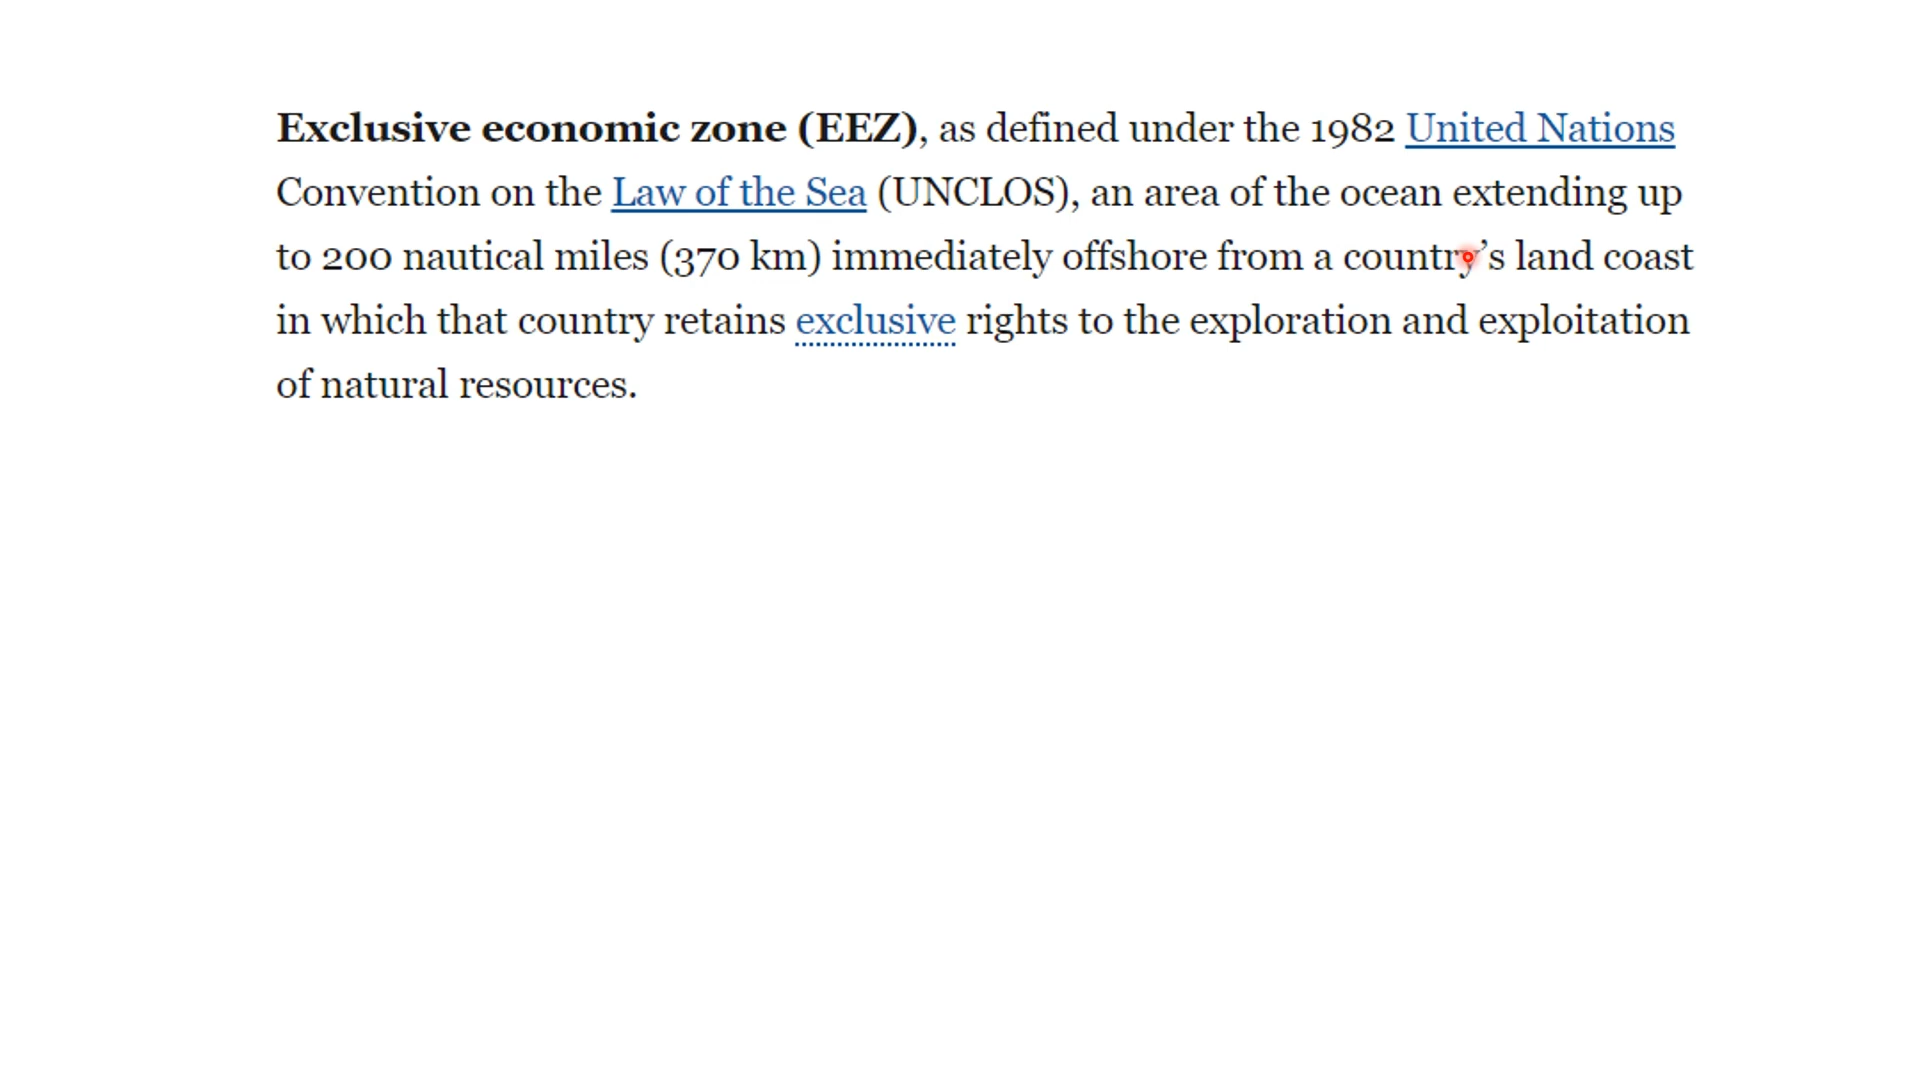 Exclusive economic zone (EEZ), as defined under the 1982 United Nations
Convention on the Law of the Sea (UNCLOS), an area of the ocean extending up
to 200 nautical miles (370 km) immediately offshore from a country’s land coast
in which that country retains exclusive rights to the exploration and exploitation
of natural resources.